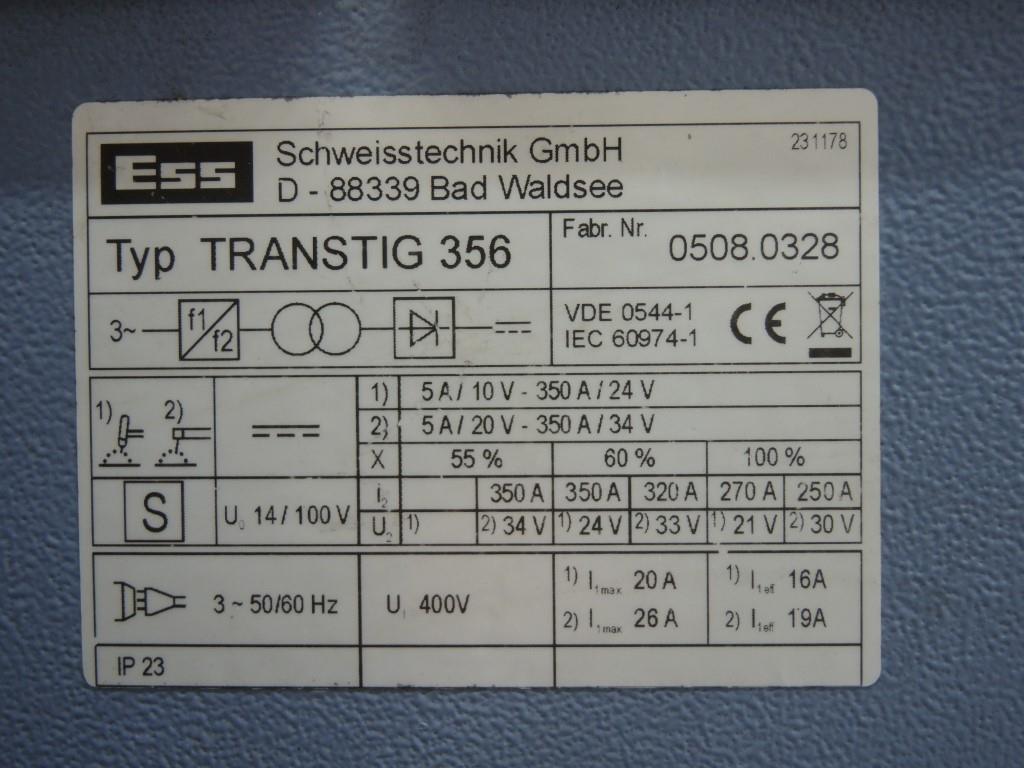 Ess
Schweisstechnik GmbH
D - 88339 Bad Waldsee
231178
Typ TRANSTIG 356
Fabr. Nr. 0508.0328
3~ f1/f2
VDE 0544-1
IEC 60974-1
CE
1) 2)
1) 5 A / 10 V - 350 A / 24 V
2) 5 A / 20 V - 350 A / 34 V
X 55 % 60 % 100 %
S
U₀ 14 / 100 V
I₂ 350 A 350 A 320 A 270 A 250 A
U₂ 1) 2) 34 V 1) 24 V 2) 33 V 1) 21 V 2) 30 V
3 ~ 50/60 Hz
U₁ 400V
1) I1max 20 A 1) I1eff 16A
2) I1max 26 A 2) I1eff 19A
IP 23